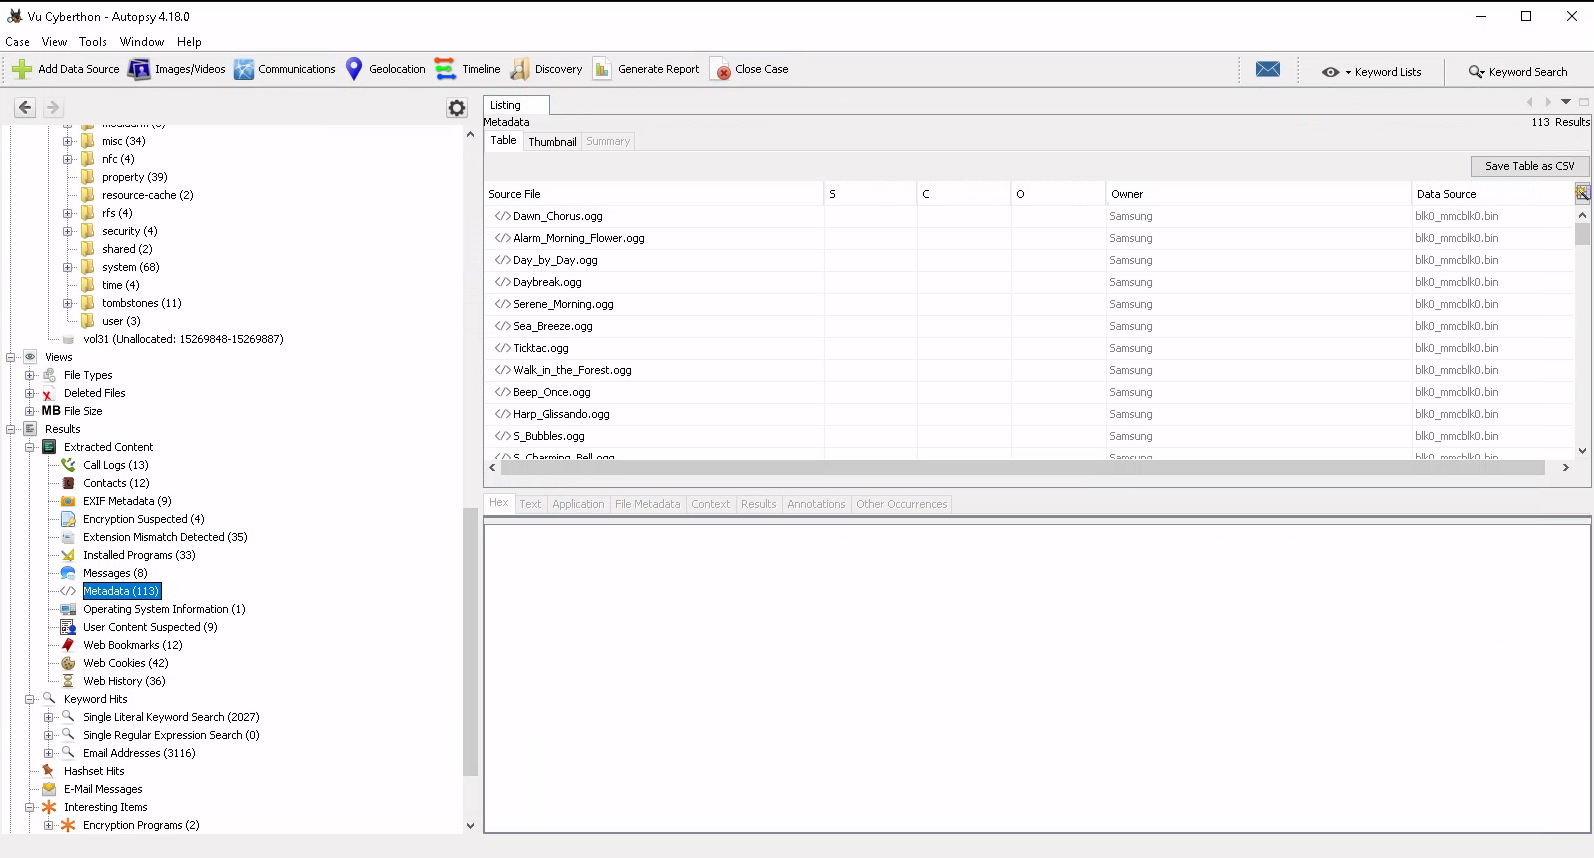 Vu Cyberthon - Autopsy 4.18.0
Case View Tools Window Help
Add Data Source Images/Videos Communications Geolocation Timeline Discovery Generate Report Close Case Keyword Lists Keyword Search
misc (34)
nfc (4)
property (39)
resource-cache (2)
rfs (4)
security (4)
shared (2)
system (68)
time (4)
tombstones (11)
user (3)
vol31 (Unallocated: 15269848-15269887)
Views
File Types
Deleted Files
MB File Size
Results
Extracted Content
Call Logs (13)
Contacts (12)
EXIF Metadata (9)
Encryption Suspected (4)
Extension Mismatch Detected (35)
Installed Programs (33)
Messages (8)
Metadata (113)
Operating System Information (1)
User Content Suspected (9)
Web Bookmarks (12)
Web Cookies (42)
Web History (36)
Keyword Hits
Single Literal Keyword Search (2027)
Single Regular Expression Search (0)
Email Addresses (3116)
Hashset Hits
E-Mail Messages
Interesting Items
Encryption Programs (2)
Listing
Metadata 113 Results
Table Thumbnail Summary
Save Table as CSV
Source File S C O Owner Data Source
Dawn_Chorus.ogg Samsung blk0_mmcblk0.bin
Alarm_Morning_Flower.ogg Samsung blk0_mmcblk0.bin
Day_by_Day.ogg Samsung blk0_mmcblk0.bin
Daybreak.ogg Samsung blk0_mmcblk0.bin
Serene_Morning.ogg Samsung blk0_mmcblk0.bin
Sea_Breeze.ogg Samsung blk0_mmcblk0.bin
Ticktac.ogg Samsung blk0_mmcblk0.bin
Walk_in_the_Forest.ogg Samsung blk0_mmcblk0.bin
Beep_Once.ogg Samsung blk0_mmcblk0.bin
Harp_Glissando.ogg Samsung blk0_mmcblk0.bin
S_Bubbles.ogg Samsung blk0_mmcblk0.bin
S_Charming_Bell.ogg Samsung blk0_mmcblk0.bin
Hex Text Application File Metadata Context Results Annotations Other Occurrences